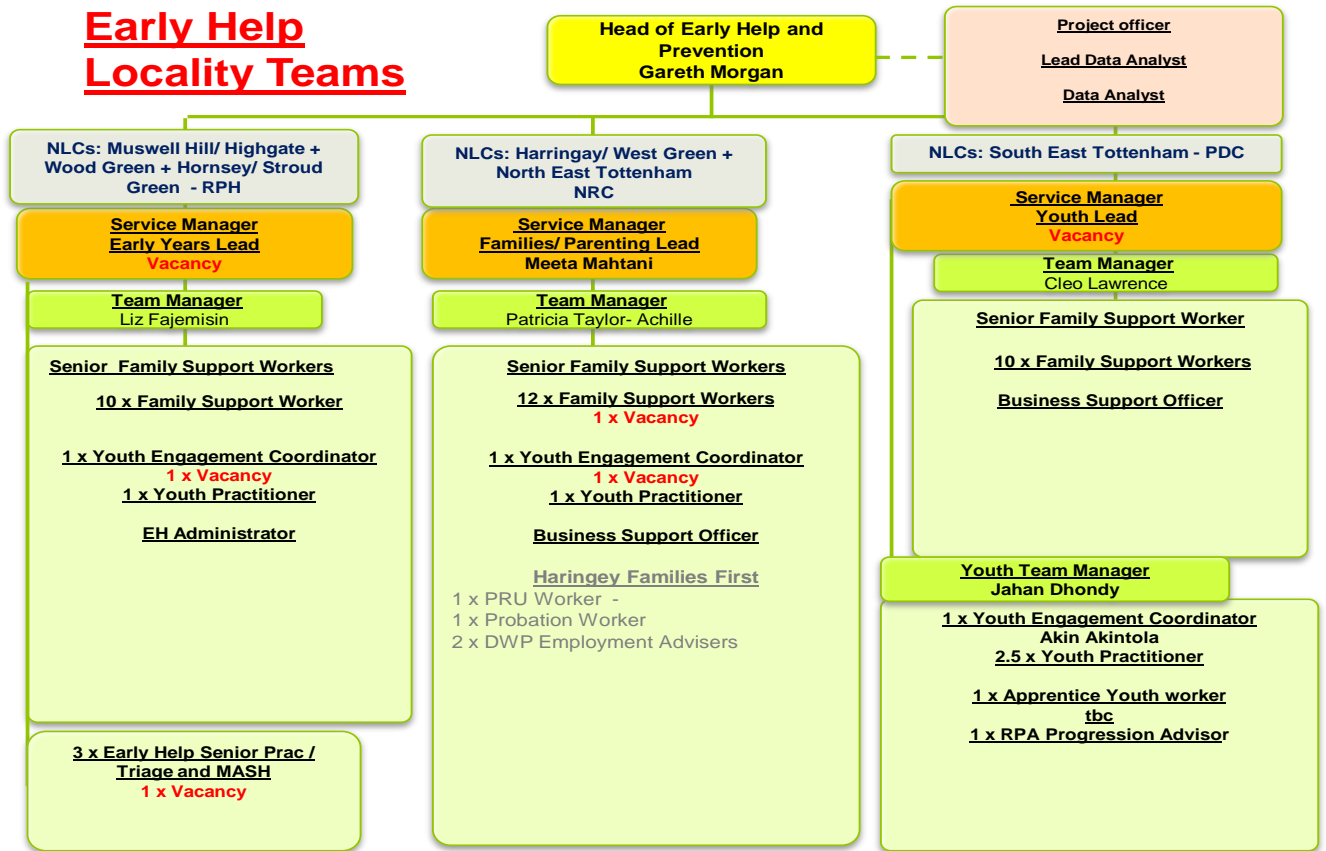 Early Help
Locality Teams
Head of Early Help and
Prevention
Gareth Morgan
Project officer
Lead Data Analyst
Data Analyst
NLCs: Muswell Hill/ Highgate +
Wood Green + Hornsey/ Stroud
Green - RPH
Service Manager
Early Years Lead
Vacancy
Team Manager
Liz Fajemisin
Senior Family Support Workers
10 x Family Support Worker
1 x Youth Engagement Coordinator
1 x Vacancy
1 x Youth Practitioner
EH Administrator
3 x Early Help Senior Prac /
Triage and MASH
1 x Vacancy
NLCs: Harringay/ West Green +
North East Tottenham
NRC
Service Manager
Families/ Parenting Lead
Meeta Mahtani
Team Manager
Patricia Taylor- Achille
Senior Family Support Workers
12 x Family Support Workers
1 x Vacancy
1 x Youth Engagement Coordinator
1 x Vacancy
1 x Youth Practitioner
Business Support Officer
Haringey Families First
1 x PRU Worker -
1 x Probation Worker
2 x DWP Employment Advisers
NLCs: South East Tottenham - PDC
Service Manager
Youth Lead
Vacancy
Team Manager
Cleo Lawrence
Senior Family Support Worker
10 x Family Support Workers
Business Support Officer
Youth Team Manager
Jahan Dhondy
1 x Youth Engagement Coordinator
Akin Akintola
2.5 x Youth Practitioner
1 x Apprentice Youth worker
tbc
1 x RPA Progression Advisor